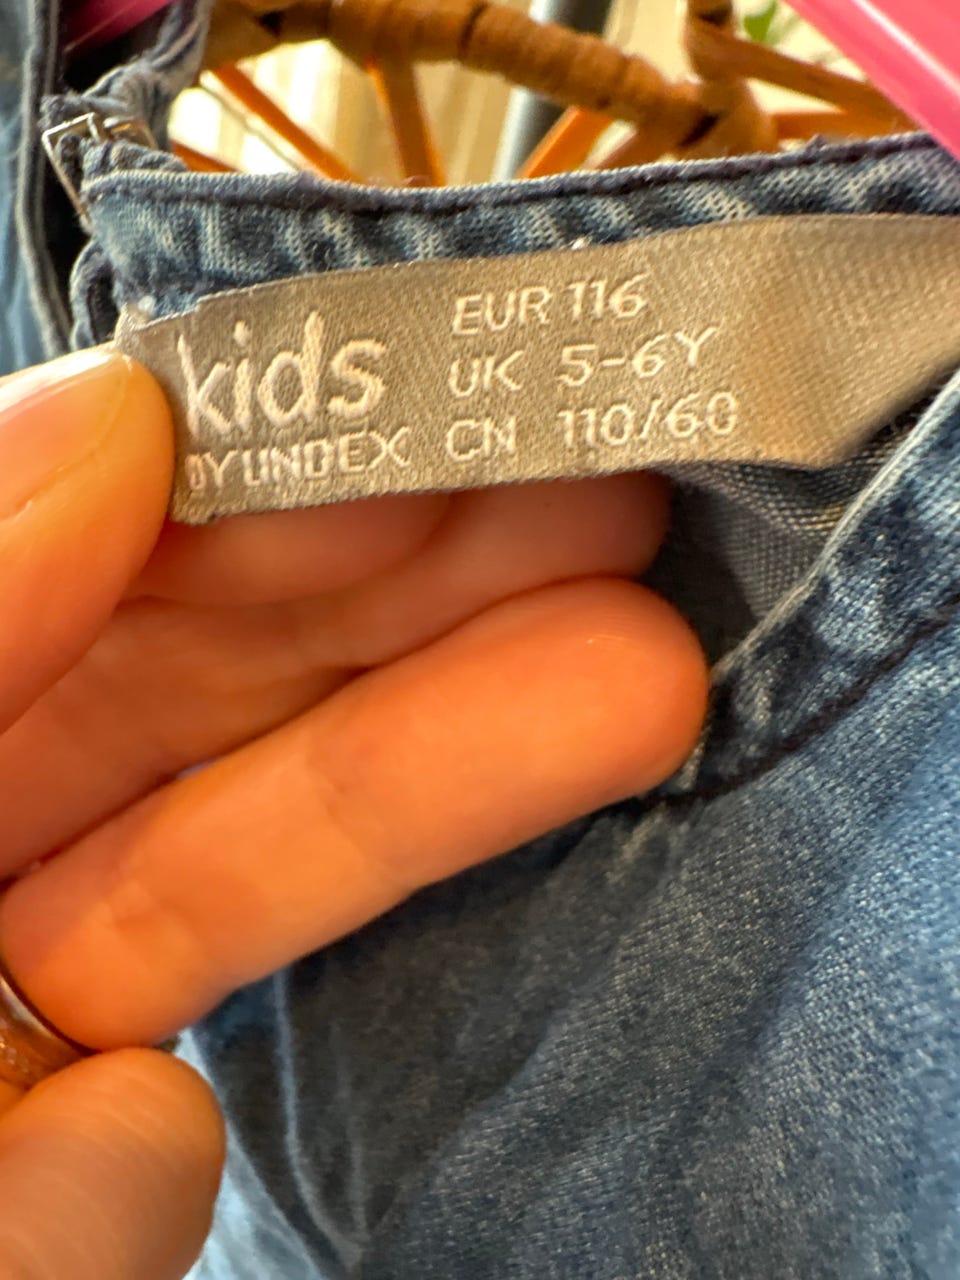 kids
BY LINDEX
EUR 116
UK 5-6Y
CN 110/60